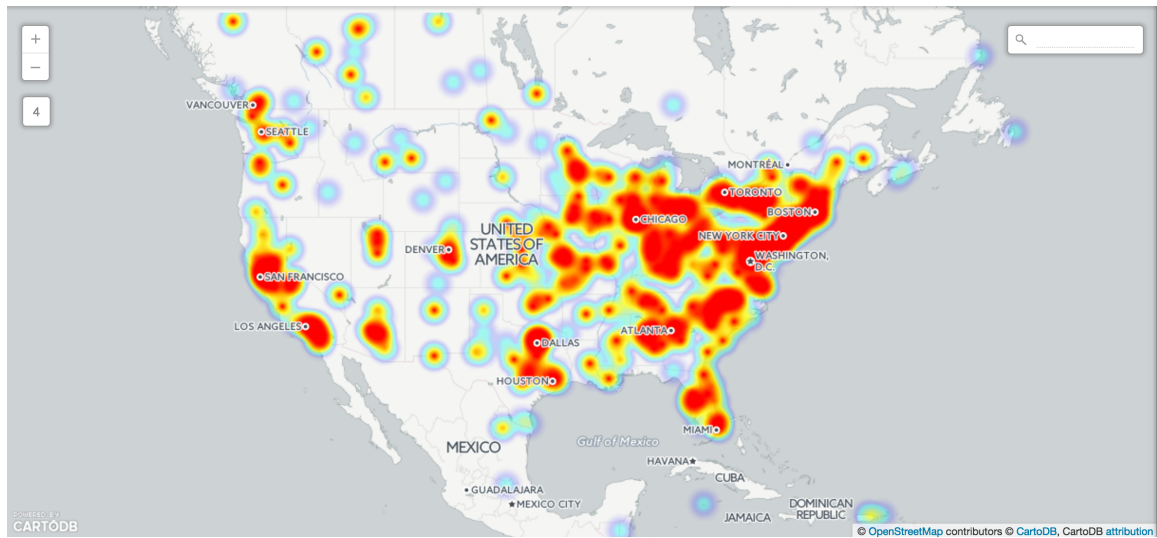 +
−
4
VANCOUVER
SEATTLE
MONTRÉAL
TORONTO
BOSTON
CHICAGO
NEW YORK CITY
UNITED
STATES OF
AMERICA
DENVER
WASHINGTON,
D.C.
SAN FRANCISCO
LOS ANGELES
ATLANTA
DALLAS
HOUSTON
MIAMI
Gulf of Mexico
MEXICO
HAVANA
CUBA
GUADALAJARA
MEXICO CITY
JAMAICA
DOMINICAN
REPUBLIC
POWERED BY
CARTODB
© OpenStreetMap contributors © CartoDB, CartoDB attribution